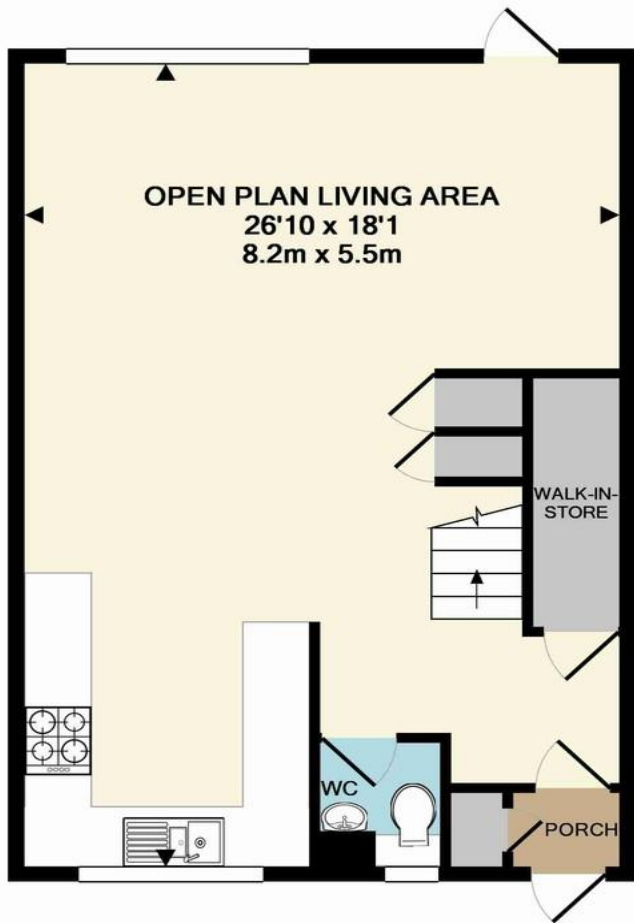 OPEN PLAN LIVING AREA
26'10 x 18'1
8.2m x 5.5m
WALK-IN-
STORE
WC
PORCH